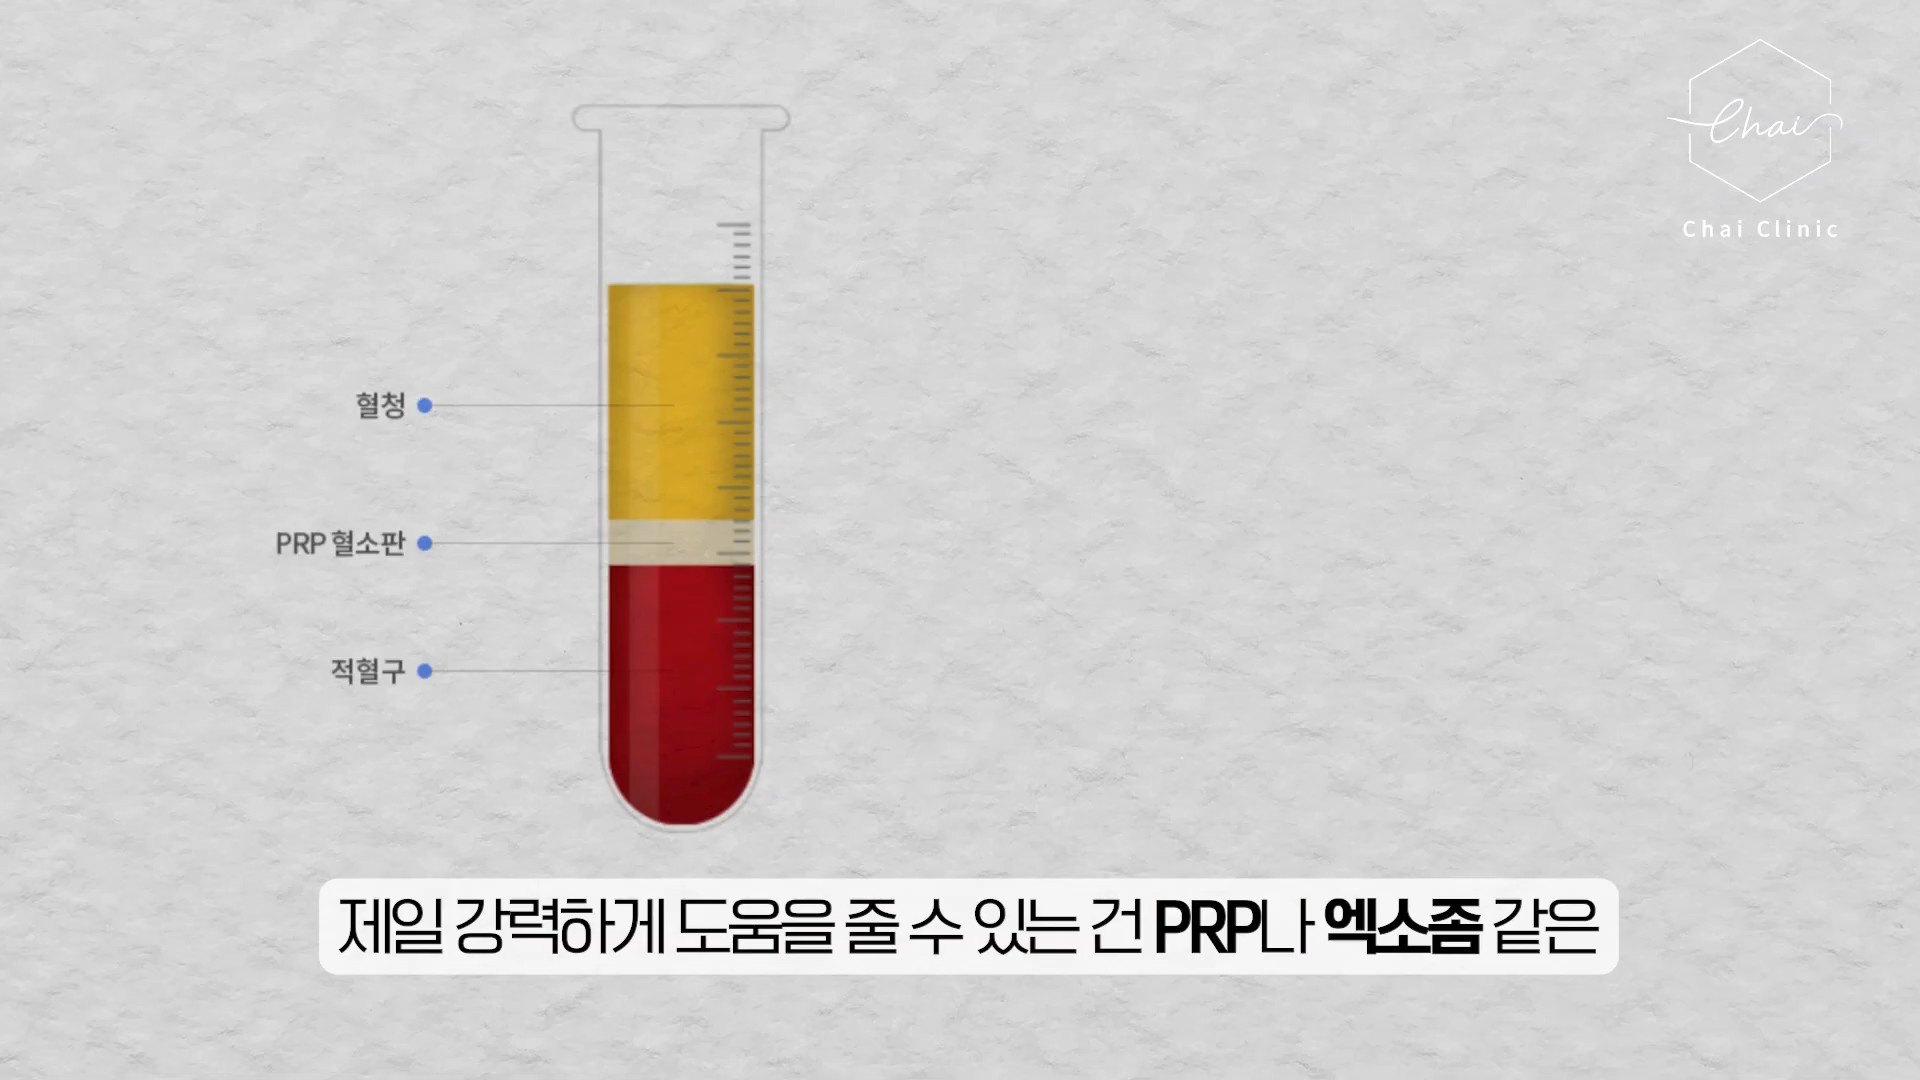 Chai
Chai Clinic
혈청
PRP 혈소판
적혈구
제일 강력하게 도움을 줄 수 있는 건 PRP나 엑소좀 같은